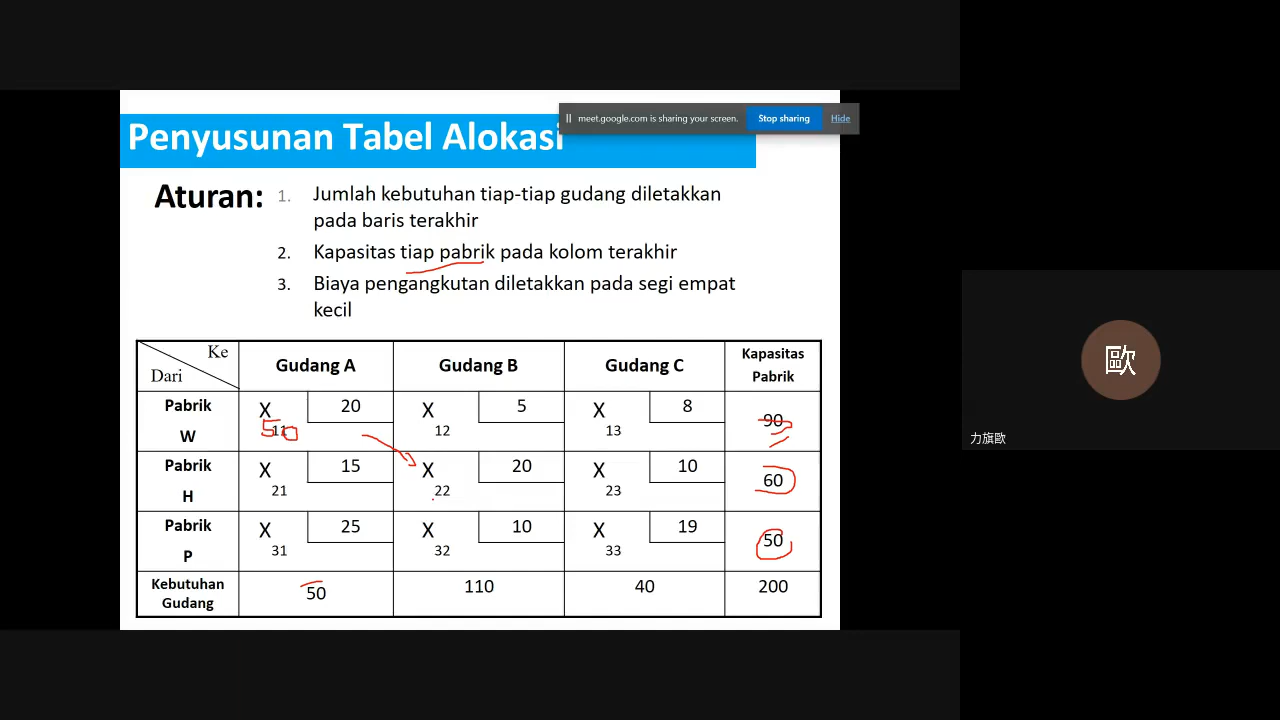 meet.google.com is sharing your screen. Stop sharing Hide
Penyusunan Tabel Alokasi
Aturan:
1. Jumlah kebutuhan tiap-tiap gudang diletakkan
pada baris terakhir
2. Kapasitas tiap pabrik pada kolom terakhir
3. Biaya pengangkutan diletakkan pada segi empat
kecil
Ke
Dari
Gudang A
Gudang B
Gudang C
Kapasitas
Pabrik
Pabrik
W
X 11 20
50
X 12 5
X 13 8
90
Pabrik
H
X 21 15
X 22 20
X 23 10
60
Pabrik
P
X 31 25
X 32 10
X 33 19
50
Kebutuhan
Gudang
50
110
40
200
歐
力旗歐